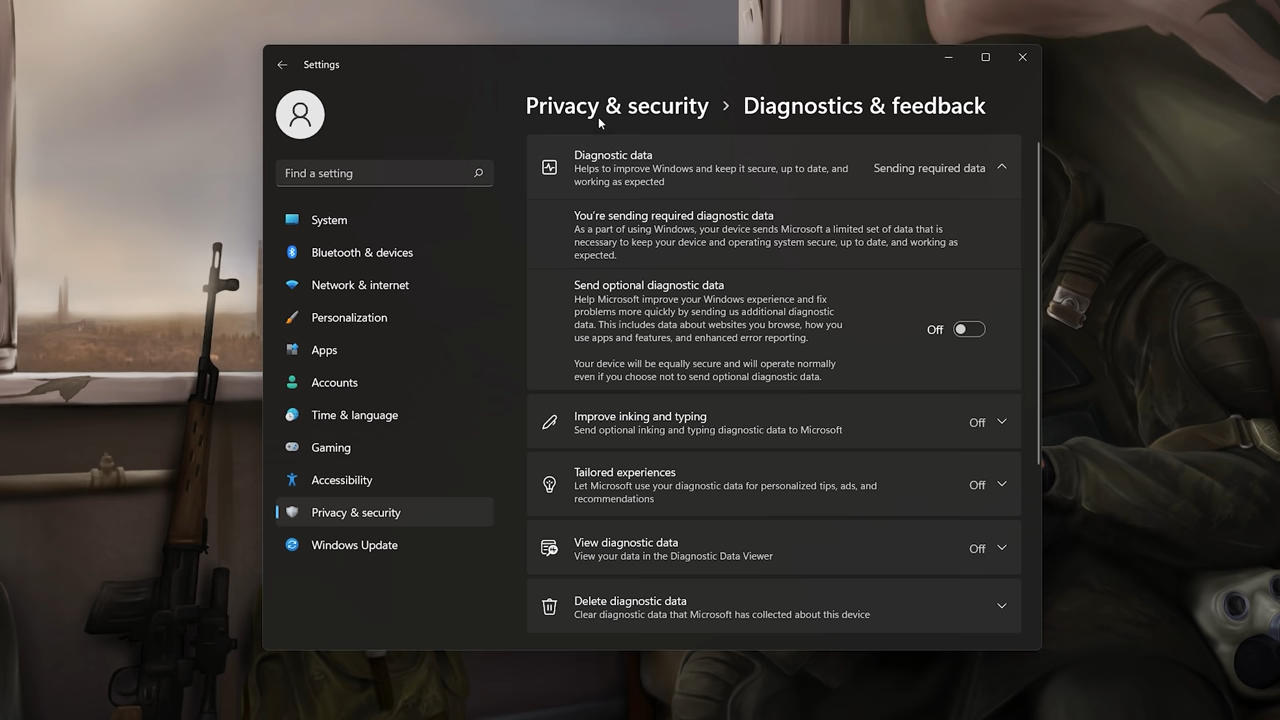 Settings
Privacy & security › Diagnostics & feedback
Find a setting
System
Bluetooth & devices
Network & internet
Personalization
Apps
Accounts
Time & language
Gaming
Accessibility
Privacy & security
Windows Update
Diagnostic data
Helps to improve Windows and keep it secure, up to date, and
working as expected
Sending required data
You're sending required diagnostic data
As a part of using Windows, your device sends Microsoft a limited set of data that is
necessary to keep your device and operating system secure, up to date, and working as
expected.
Send optional diagnostic data
Help Microsoft improve your Windows experience and fix
problems more quickly by sending us additional diagnostic
data. This includes data about websites you browse, how you
use apps and features, and enhanced error reporting.
Your device will be equally secure and will operate normally
even if you choose not to send optional diagnostic data.
Off
Improve inking and typing
Send optional inking and typing diagnostic data to Microsoft
Off
Tailored experiences
Let Microsoft use your diagnostic data for personalized tips, ads, and
recommendations
Off
View diagnostic data
View your data in the Diagnostic Data Viewer
Off
Delete diagnostic data
Clear diagnostic data that Microsoft has collected about this device